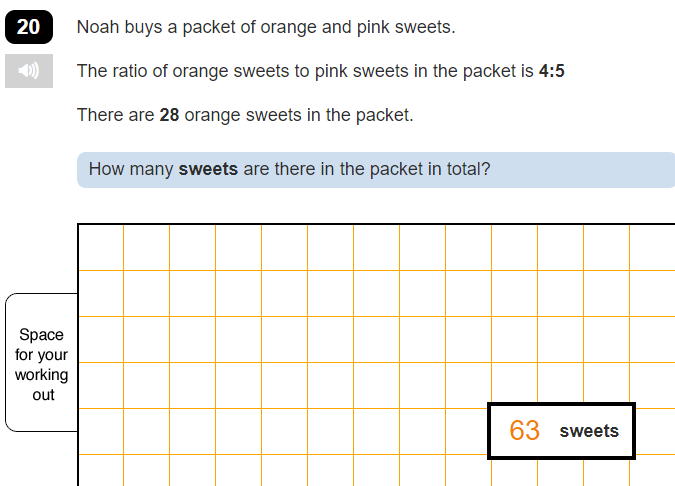 20
Noah buys a packet of orange and pink sweets.
The ratio of orange sweets to pink sweets in the packet is 4:5
There are 28 orange sweets in the packet.
How many sweets are there in the packet in total?
Space
for your
working
out
63 sweets